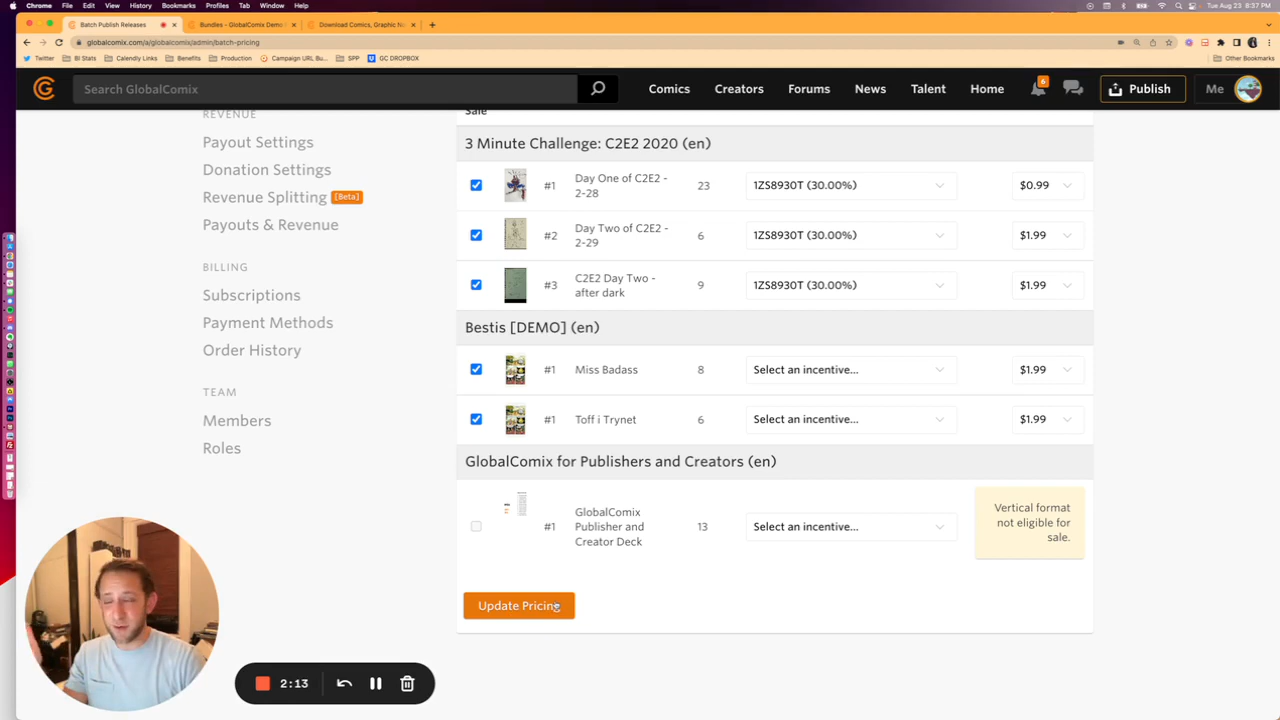 Chrome File Edit View History Bookmarks Profiles Tab Window Help
Tue Aug 23 8:37 PM
Batch Publish Releases
Bundles - GlobalComix Demo
Download Comics, Graphic N
globalcomix.com/a/globalcomix/admin/batch-pricing
Twitter BI Stats Calendly Links Benefits Production Campaign URL Bu... SPP GC DROPBOX Other Bookmarks
Search GlobalComix
Comics Creators Forums News Talent Home 6 Publish Me
REVENUE
Payout Settings
Donation Settings
Revenue Splitting [Beta]
Payouts & Revenue
BILLING
Subscriptions
Payment Methods
Order History
TEAM
Members
Roles
Sale
3 Minute Challenge: C2E2 2020 (en)
#1 Day One of C2E2 - 2-28 23 1ZS8930T (30.00%) $0.99
#2 Day Two of C2E2 - 2-29 6 1ZS8930T (30.00%) $1.99
#3 C2E2 Day Two - after dark 9 1ZS8930T (30.00%) $1.99
Bestis [DEMO] (en)
#1 Miss Badass 8 Select an incentive... $1.99
#1 Toff i Trynet 6 Select an incentive... $1.99
GlobalComix for Publishers and Creators (en)
#1 GlobalComix Publisher and Creator Deck 13 Select an incentive...
Vertical format
not eligible for
sale.
Update Pricing
2:13